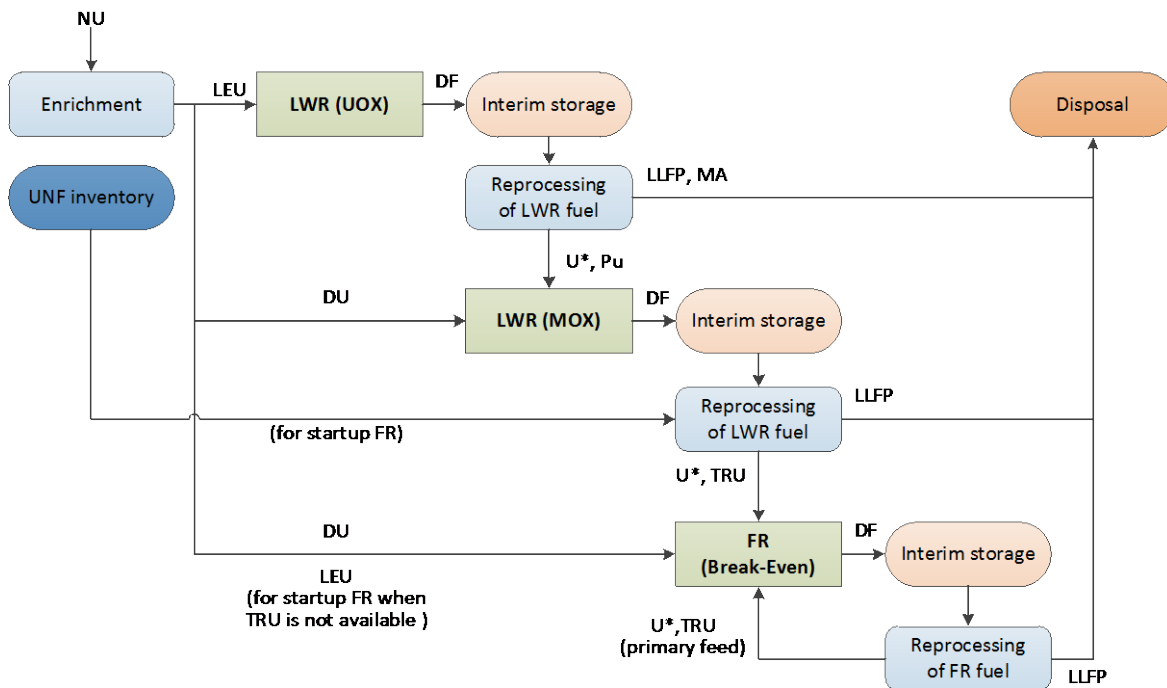 NU
Enrichment
LEU
LWR (UOX)
DF
Interim storage
Disposal
UNF inventory
Reprocessing
of LWR fuel
LLFP, MA
U*, Pu
DU
LWR (MOX)
DF
Interim storage
(for startup FR)
Reprocessing
of LWR fuel
LLFP
U*, TRU
DU
LEU
(for startup FR when
TRU is not available )
FR
(Break-Even)
DF
Interim storage
U*,TRU
(primary feed)
Reprocessing
of FR fuel
LLFP